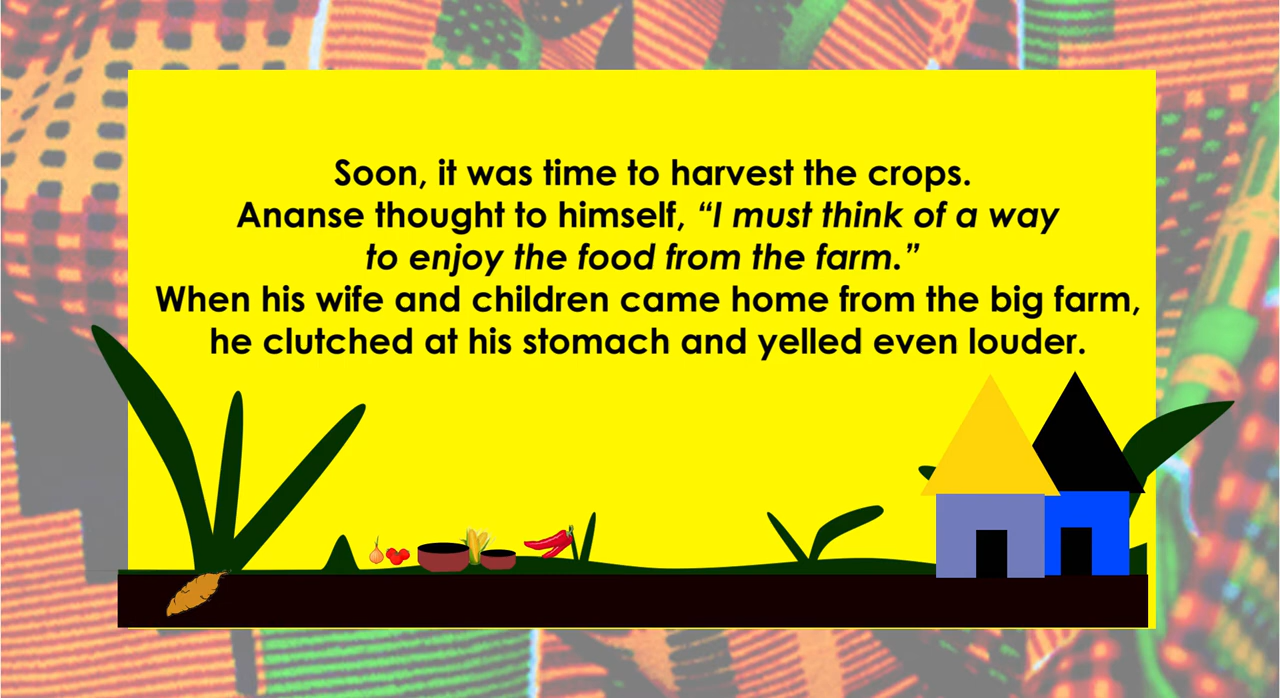 Soon, it was time to harvest the crops.
Ananse thought to himself, “I must think of a way
to enjoy the food from the farm.”
When his wife and children came home from the big farm,
he clutched at his stomach and yelled even louder.